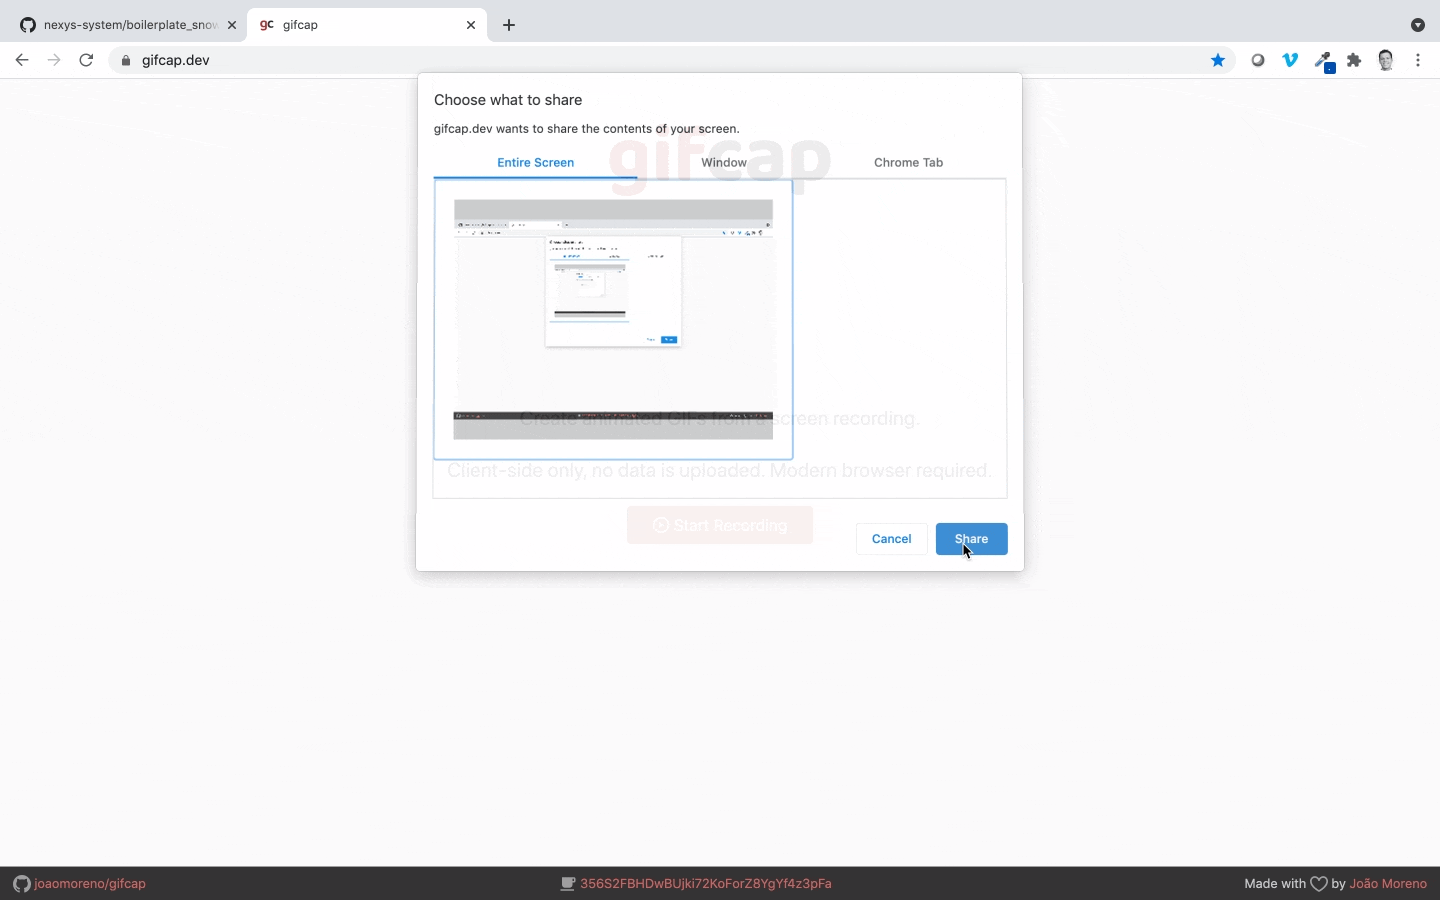 nexys-system/boilerplate_snow
gc gifcap
gifcap.dev
Choose what to share
gifcap.dev wants to share the contents of your screen.
gifcap
Entire Screen Window Chrome Tab
Create animated GIFs from a screen recording.
Client-side only, no data is uploaded. Modern browser required.
Start Recording
Cancel Share
joaomoreno/gifcap 356S2FBHDwBUjki72KoForZ8YgYf4z3pFa Made with by João Moreno